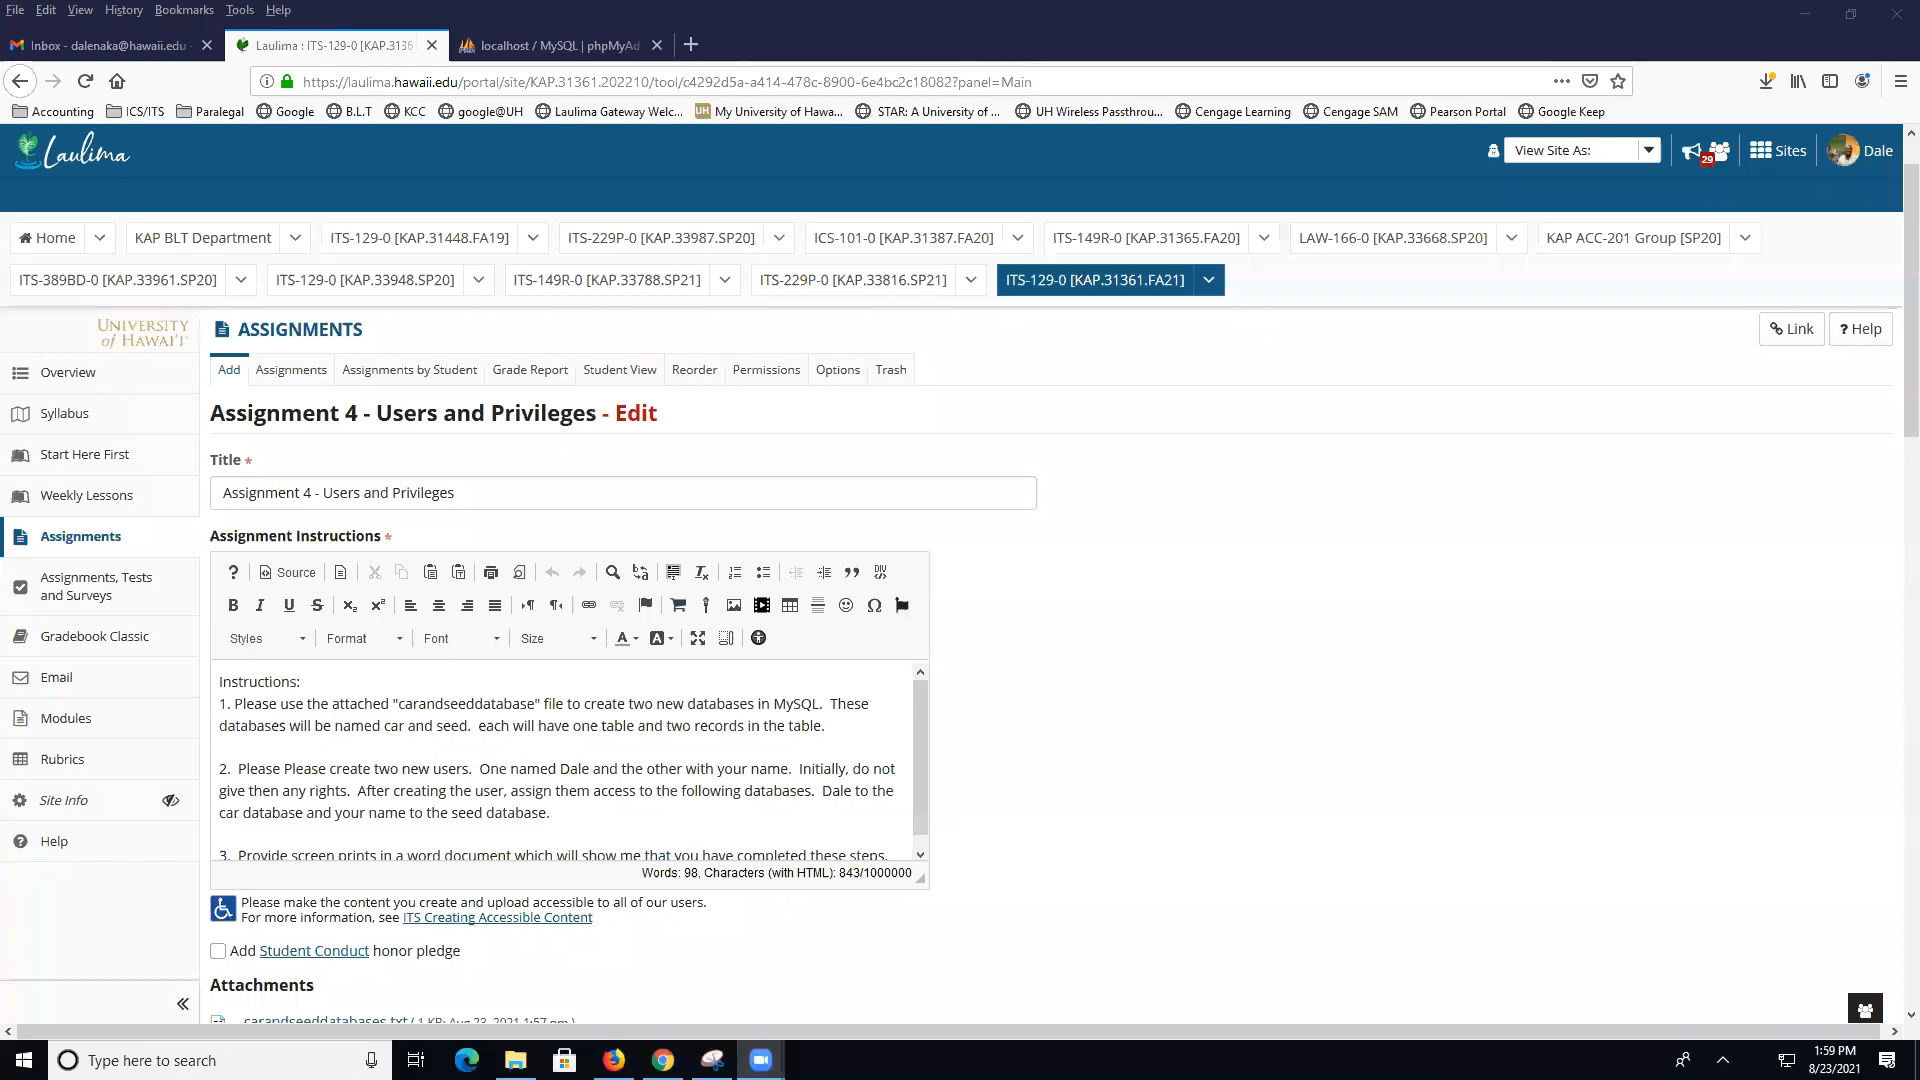 File Edit View History Bookmarks Tools Help
Inbox - dalenaka@hawaii.edu - Laulima : ITS-129-0 [KAP.3136 localhost / MySQL | phpMyAd
https://laulima.hawaii.edu/portal/site/KAP.31361.202210/tool/c4292d5a-a414-478c-8900-6e4bc2c18082?panel=Main
Accounting ICS/ITS Paralegal Google B.L.T KCC google@UH Laulima Gateway Welc... UH My University of Hawa... STAR: A University of ... UH Wireless Passthrou... Cengage Learning Cengage SAM Pearson Portal Google Keep
Laulima View Site As: 29 Sites Dale
Home KAP BLT Department ITS-129-0 [KAP.31448.FA19] ITS-229P-0 [KAP.33987.SP20] ICS-101-0 [KAP.31387.FA20] ITS-149R-0 [KAP.31365.FA20] LAW-166-0 [KAP.33668.SP20] KAP ACC-201 Group [SP20]
ITS-389BD-0 [KAP.33961.SP20] ITS-129-0 [KAP.33948.SP20] ITS-149R-0 [KAP.33788.SP21] ITS-229P-0 [KAP.33816.SP21] ITS-129-0 [KAP.31361.FA21]
UNIVERSITY
of HAWAI'I
Overview
Syllabus
Start Here First
Weekly Lessons
Assignments
Assignments, Tests
and Surveys
Gradebook Classic
Email
Modules
Rubrics
Site Info
Help
ASSIGNMENTS Link ? Help
Add Assignments Assignments by Student Grade Report Student View Reorder Permissions Options Trash
Assignment 4 - Users and Privileges - Edit
Title *
Assignment 4 - Users and Privileges
Assignment Instructions *
? Source
B I U S
Styles Format Font Size A A
Instructions:
1. Please use the attached "carandseeddatabase" file to create two new databases in MySQL. These
databases will be named car and seed. each will have one table and two records in the table.
2. Please Please create two new users. One named Dale and the other with your name. Initially, do not
give then any rights. After creating the user, assign them access to the following databases. Dale to the
car database and your name to the seed database.
3. Provide screen prints in a word document which will show me that you have completed these steps.
Words: 98, Characters (with HTML): 843/1000000
Please make the content you create and upload accessible to all of our users.
For more information, see ITS Creating Accessible Content
Add Student Conduct honor pledge
Attachments
carandseeddatabases.txt ( 1 KB; Aug 23, 2021 1:57 pm )
Type here to search
1:59 PM
8/23/2021